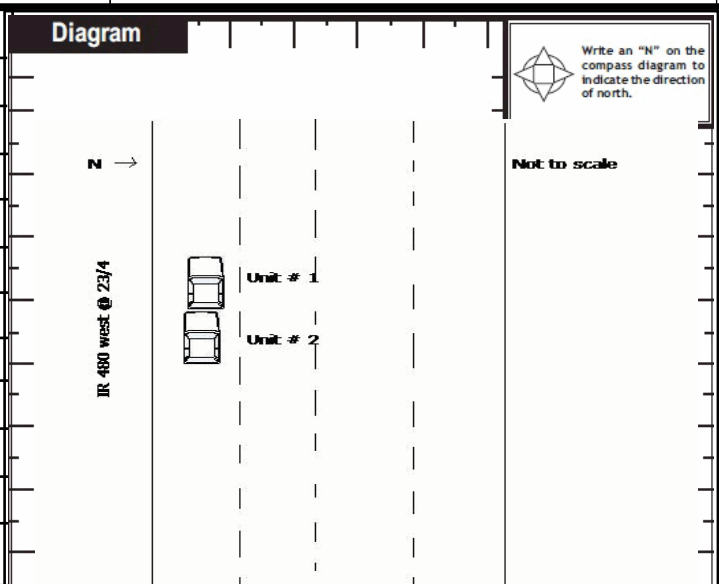 Diagram
Write an “N” on the
compass diagram to
indicate the direction
of north.
N →
Not to scale
IR 480 west @ 23/4
Unit # 1
Unit # 2